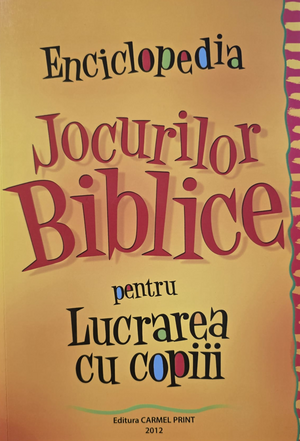 Enciclopedia
Jocurilor
Biblice
pentru
Lucrarea
cu copiii
Editura CARMEL PRINT
2012